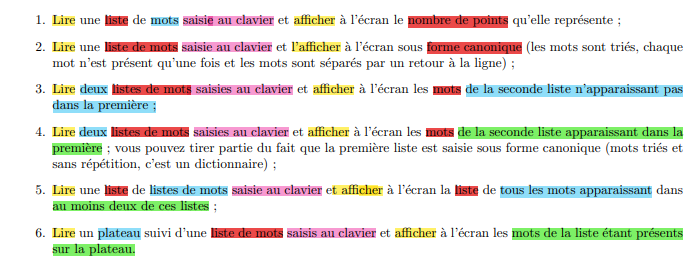 1. Lire une liste de mots saisie au clavier et afficher à l'écran le nombre de points qu'elle représente ;
2. Lire une liste de mots saisie au clavier et l'afficher à l'écran sous forme canonique (les mots sont triés, chaque
mot n'est présent qu'une fois et les mots sont séparés par un retour à la ligne) ;
3. Lire deux listes de mots saisies au clavier et afficher à l'écran les mots de la seconde liste n'apparaissant pas
dans la première ;
4. Lire deux listes de mots saisies au clavier et afficher à l'écran les mots de la seconde liste apparaissant dans la
première ; vous pouvez tirer partie du fait que la première liste est saisie sous forme canonique (mots triés et
sans répétition, c'est un dictionnaire) ;
5. Lire une liste de listes de mots saisie au clavier et afficher à l'écran la liste de tous les mots apparaissant dans
au moins deux de ces listes ;
6. Lire un plateau suivi d'une liste de mots saisis au clavier et afficher à l'écran les mots de la liste étant présents
sur la plateau.